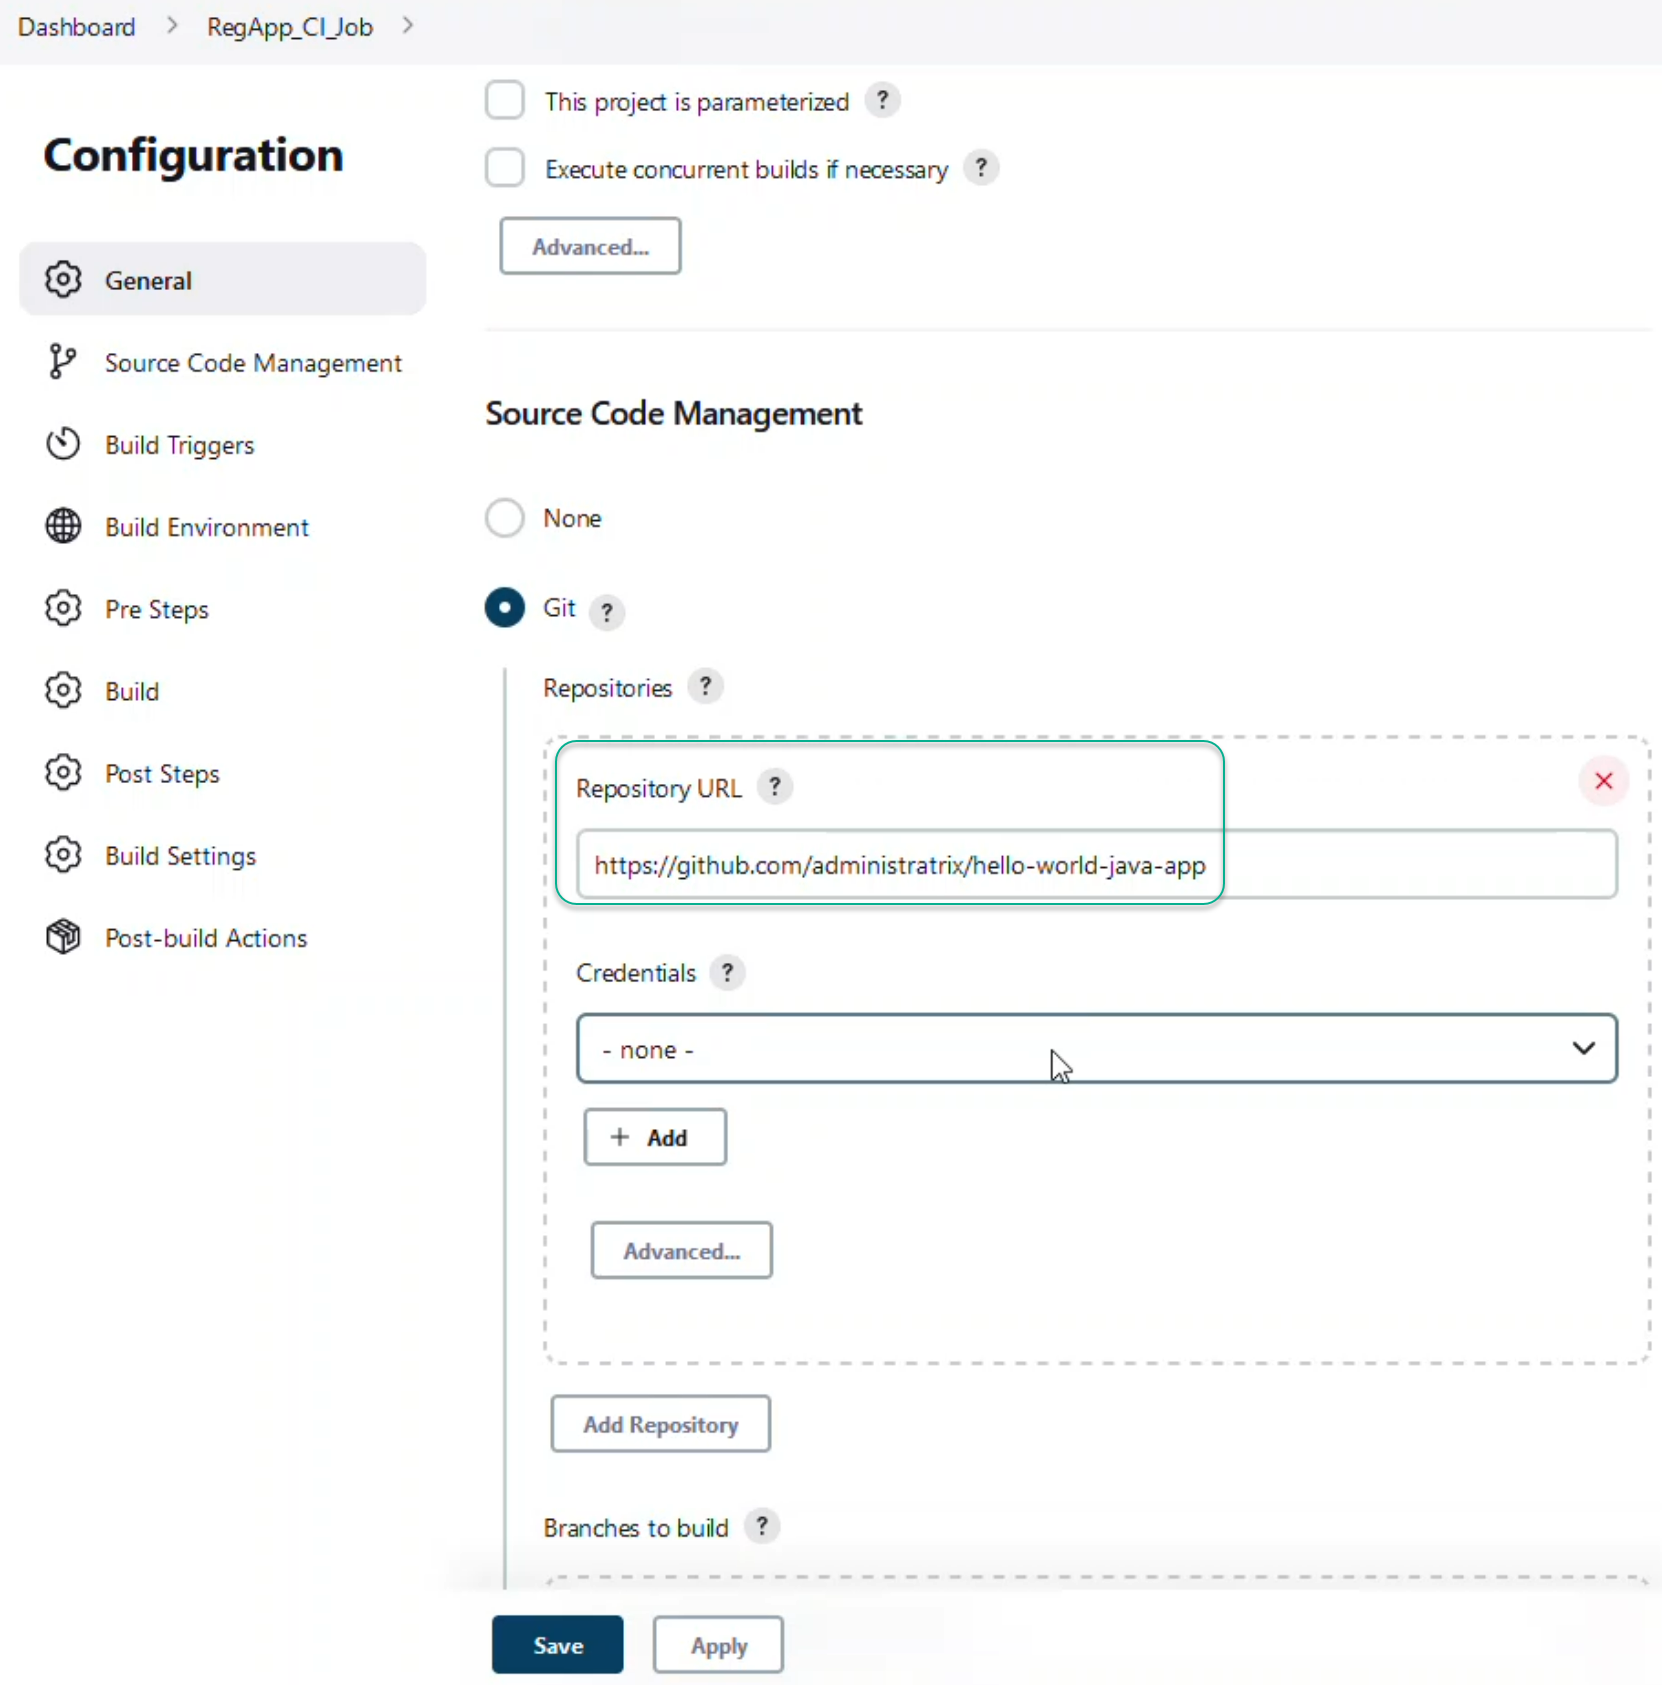 Dashboard > RegApp_CI_Job >
Configuration
General
Source Code Management
Build Triggers
Build Environment
Pre Steps
Build
Post Steps
Build Settings
Post-build Actions
This project is parameterized ?
Execute concurrent builds if necessary ?
Advanced...
Source Code Management
None
Git ?
Repositories ?
Repository URL ?
https://github.com/administratrix/hello-world-java-app
Credentials ?
- none -
+ Add
Advanced...
Add Repository
Branches to build ?
Save
Apply